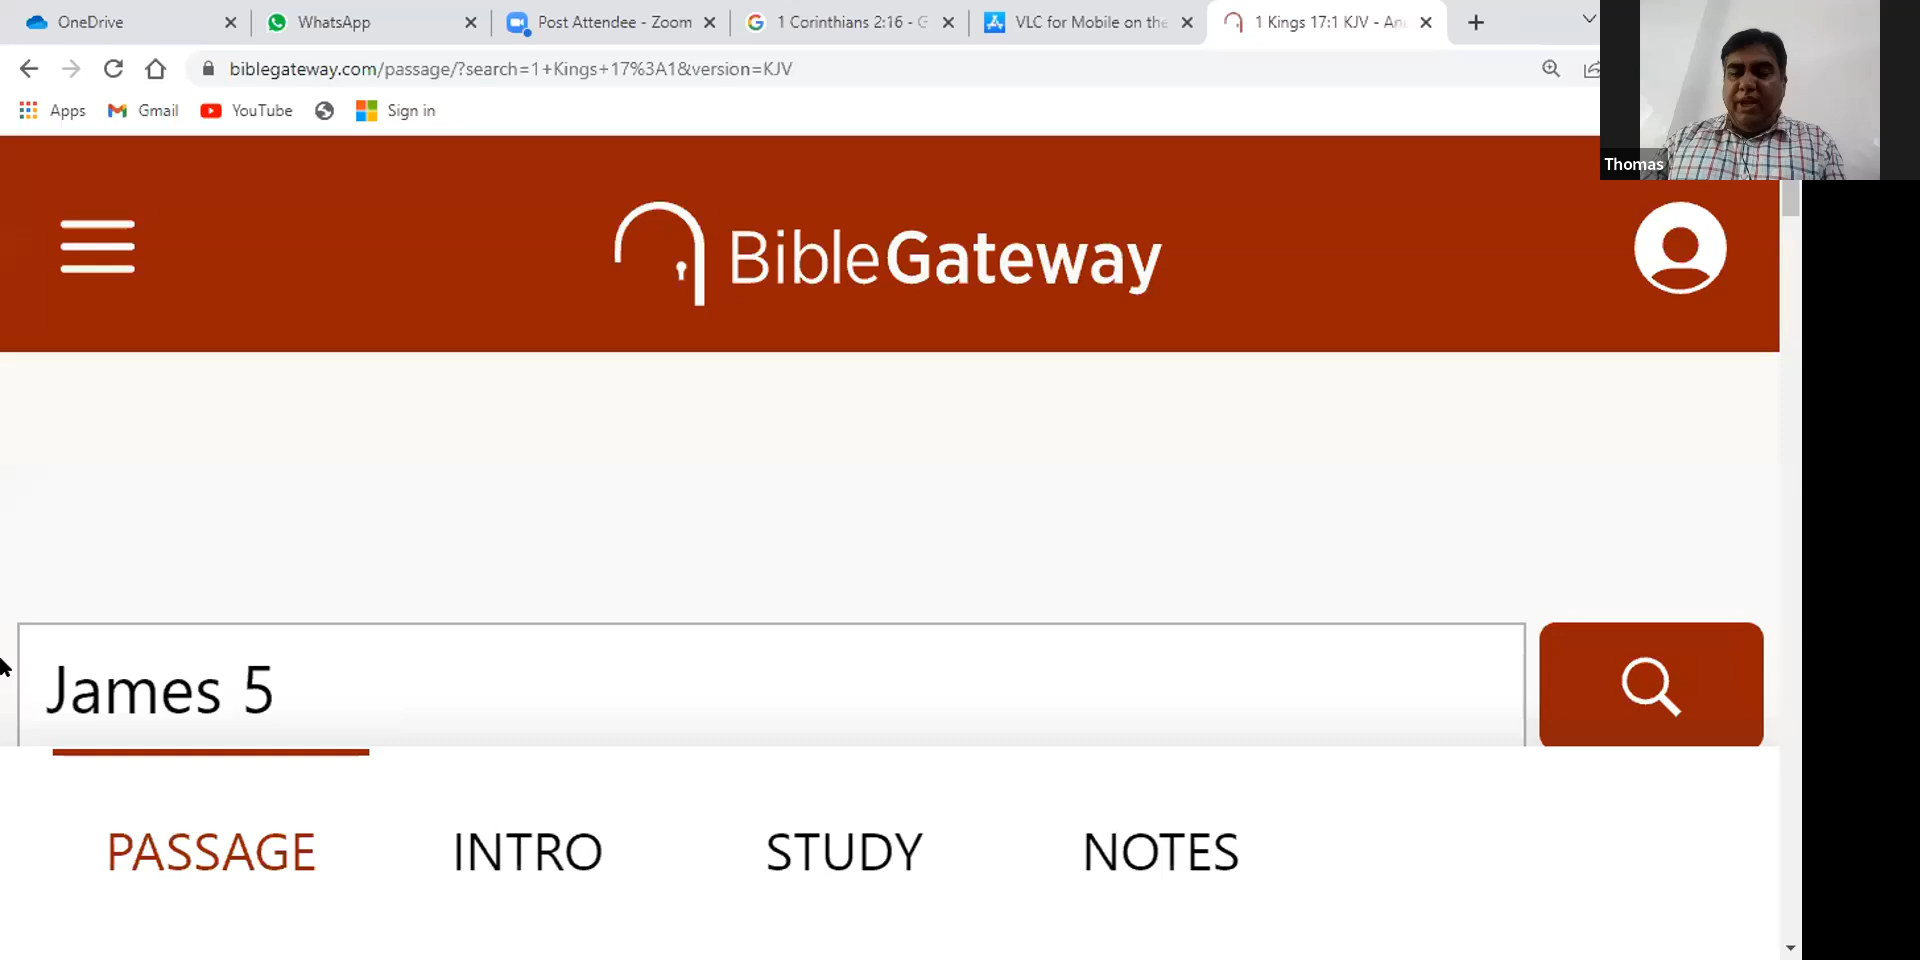 OneDrive
WhatsApp
Post Attendee - Zoom
1 Corinthians 2:16 - G
VLC for Mobile on the
1 Kings 17:1 KJV - An
biblegateway.com/passage/?search=1+Kings+17%3A1&version=KJV
Apps
Gmail
YouTube
Sign in
Thomas
BibleGateway
James 5
PASSAGE
INTRO
STUDY
NOTES